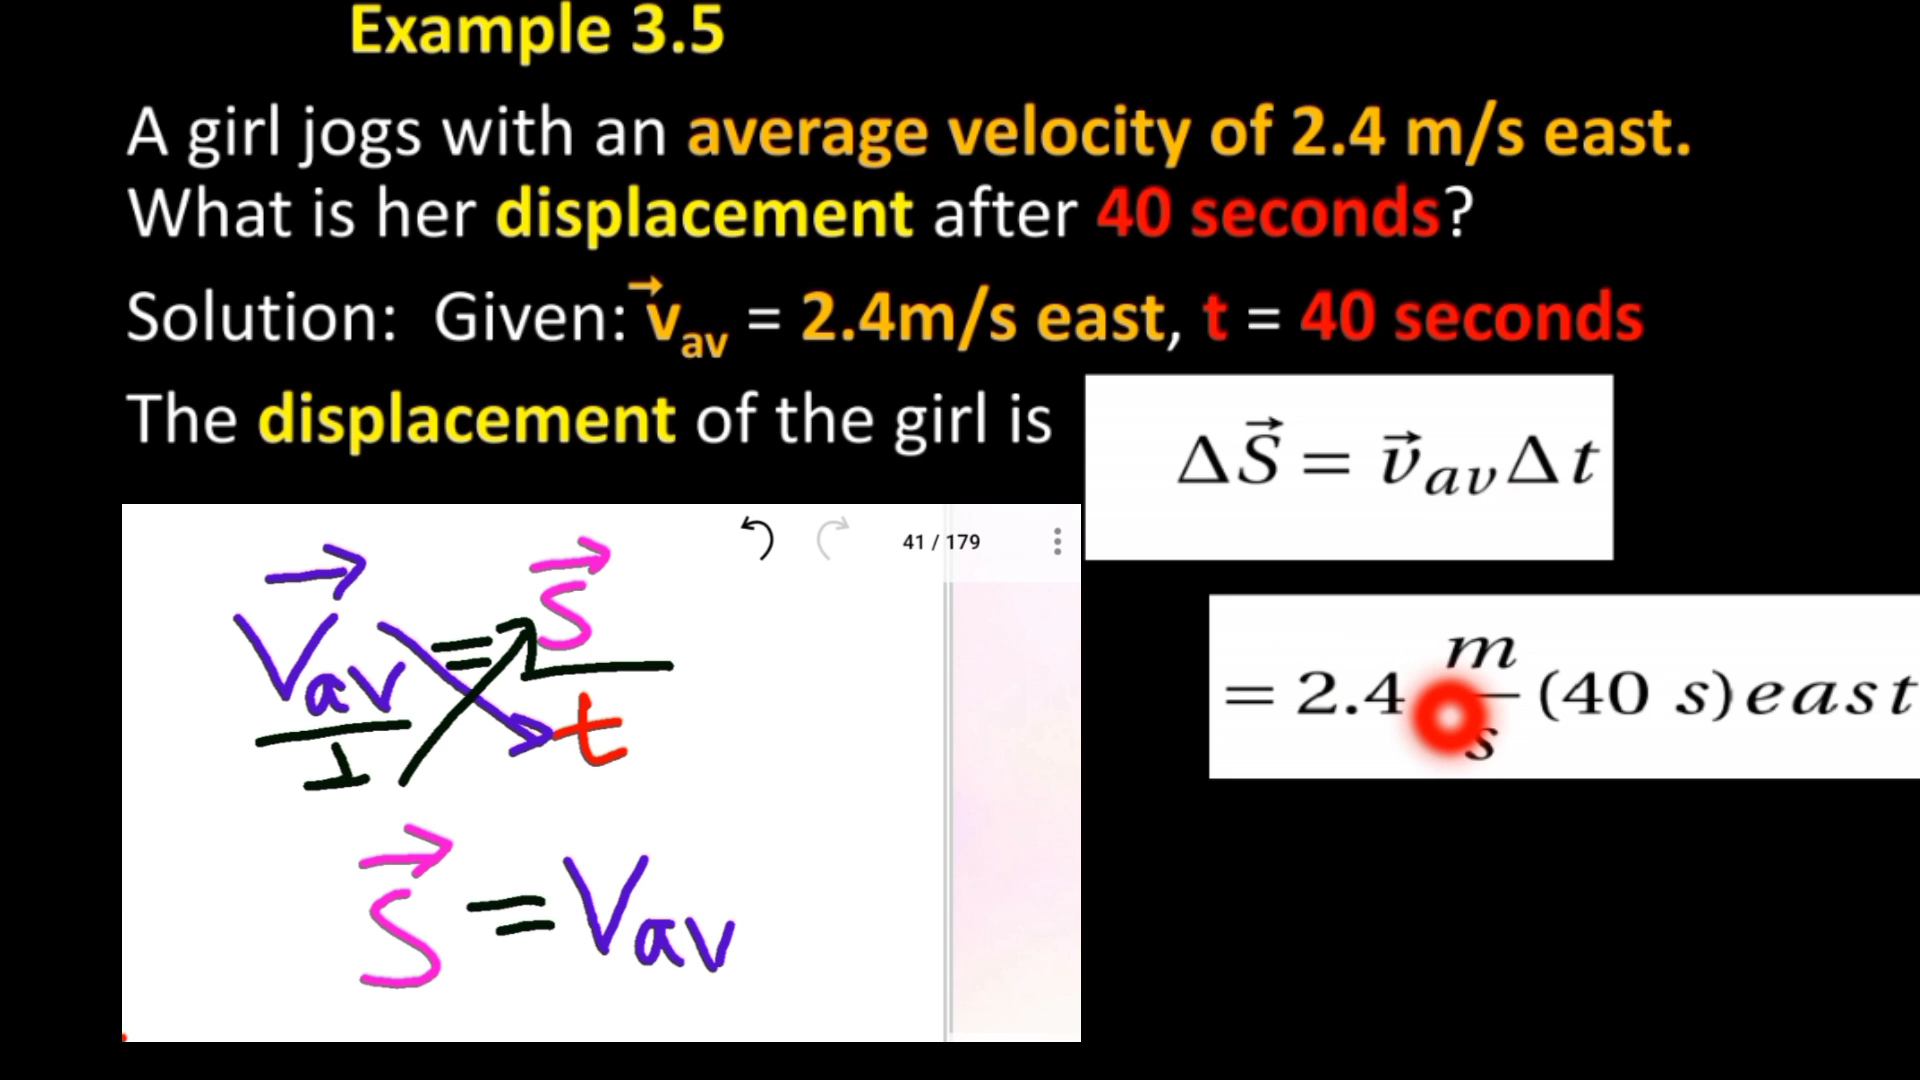 Example 3.5
A girl jogs with an average velocity of 2.4 m/s east.
What is her displacement after 40 seconds?
Solution: Given: v⃗av = 2.4m/s east, t = 40 seconds
The displacement of the girl is
ΔS⃗ = v⃗av Δt
= 2.4 m/s (40 s)east
41 / 179
V⃗av/1 = S⃗/t
S⃗ = Vav